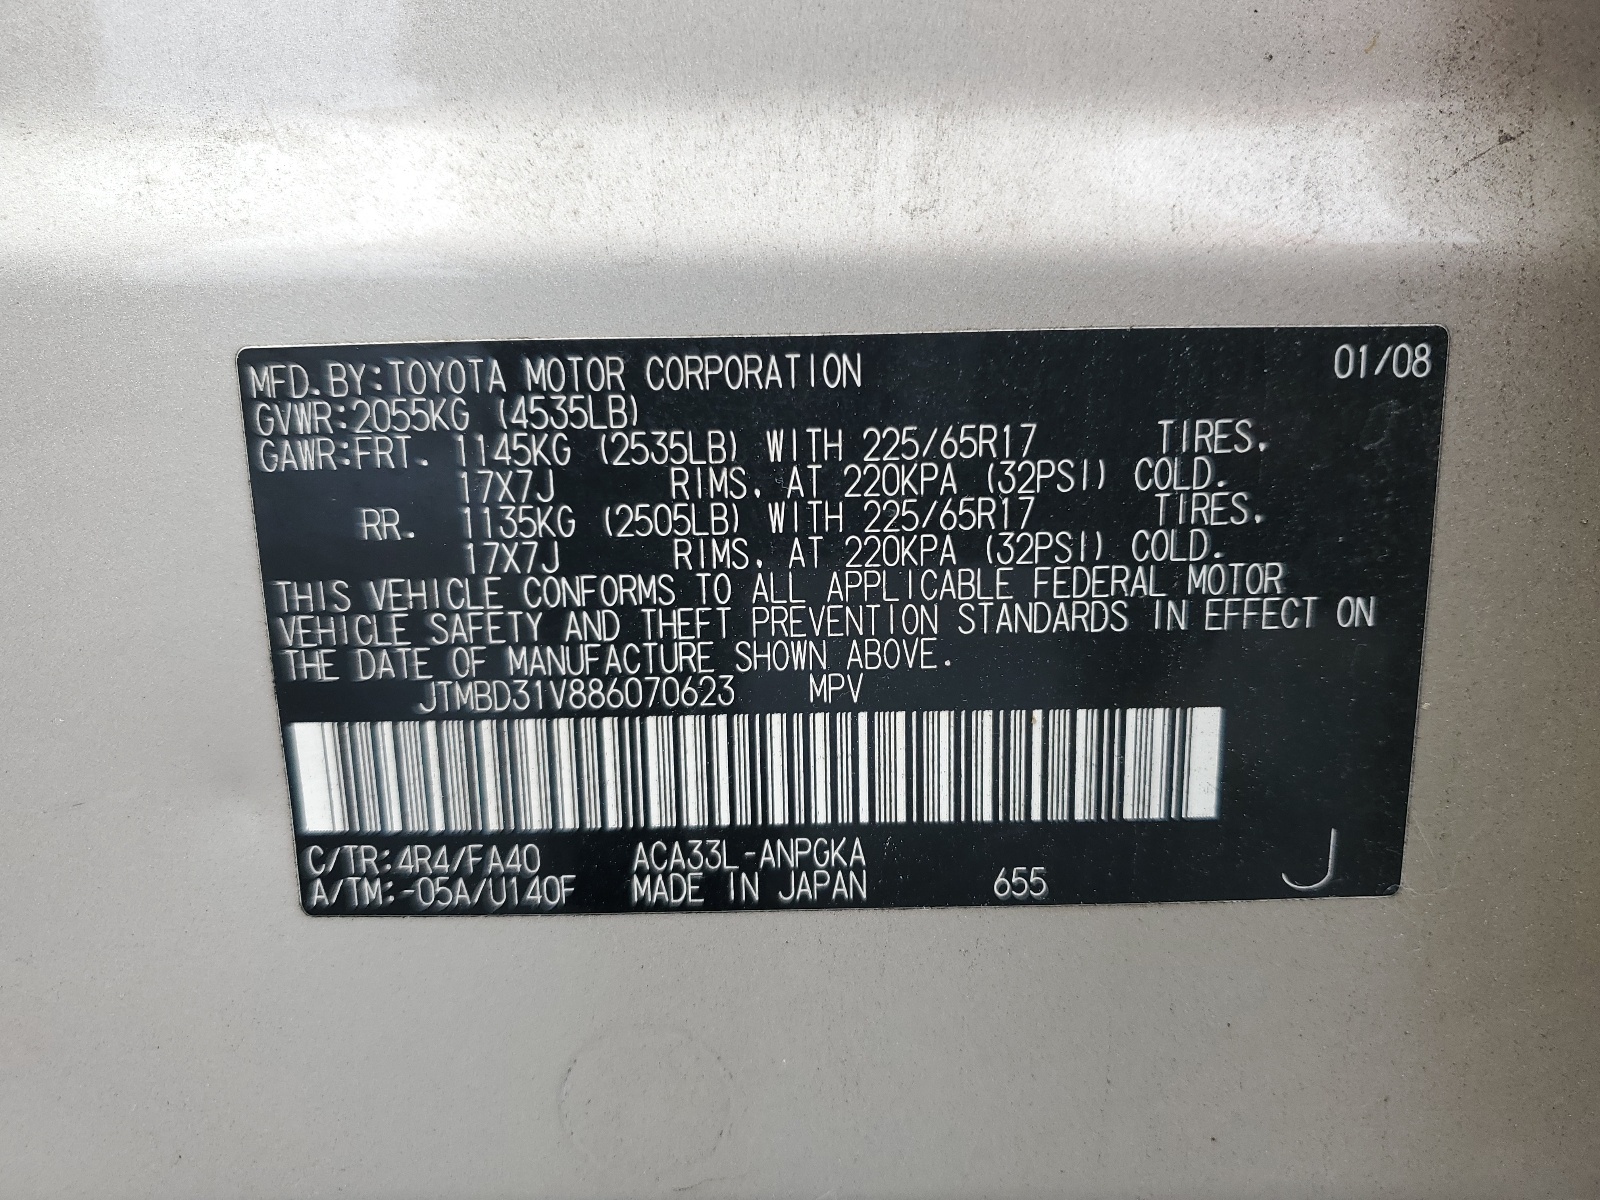 MFD.BY:TOYOTA MOTOR CORPORATION 01/08
GVWR:2055KG (4535LB)
GAWR:FRT. 1145KG (2535LB) WITH 225/65R17 TIRES.
17X7J RIMS. AT 220KPA (32PSI) COLD.
RR. 1135KG (2505LB) WITH 225/65R17 TIRES.
17X7J RIMS. AT 220KPA (32PSI) COLD.
THIS VEHICLE CONFORMS TO ALL APPLICABLE FEDERAL MOTOR
VEHICLE SAFETY AND THEFT PREVENTION STANDARDS IN EFFECT ON
THE DATE OF MANUFACTURE SHOWN ABOVE.
JTMBD31V886070623 MPV
C/TR:4R4/FA40 ACA33L-ANPGKA
A/TM:-05A/U140F MADE IN JAPAN 655 J